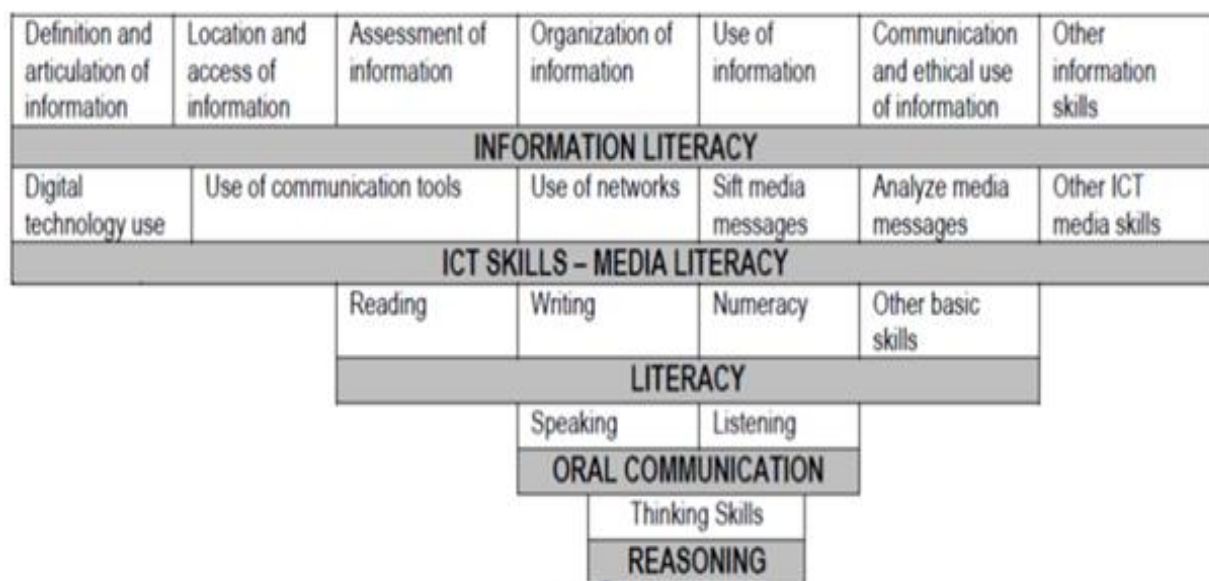 Definition and articulation of information
Location and access of information
Assessment of information
Organization of information
Use of information
Communication and ethical use of information
Other information skills
INFORMATION LITERACY
Digital technology use
Use of communication tools
Use of networks
Sift media messages
Analyze media messages
Other ICT media skills
ICT SKILLS – MEDIA LITERACY
Reading
Writing
Numeracy
Other basic skills
LITERACY
Speaking
Listening
ORAL COMMUNICATION
Thinking Skills
REASONING